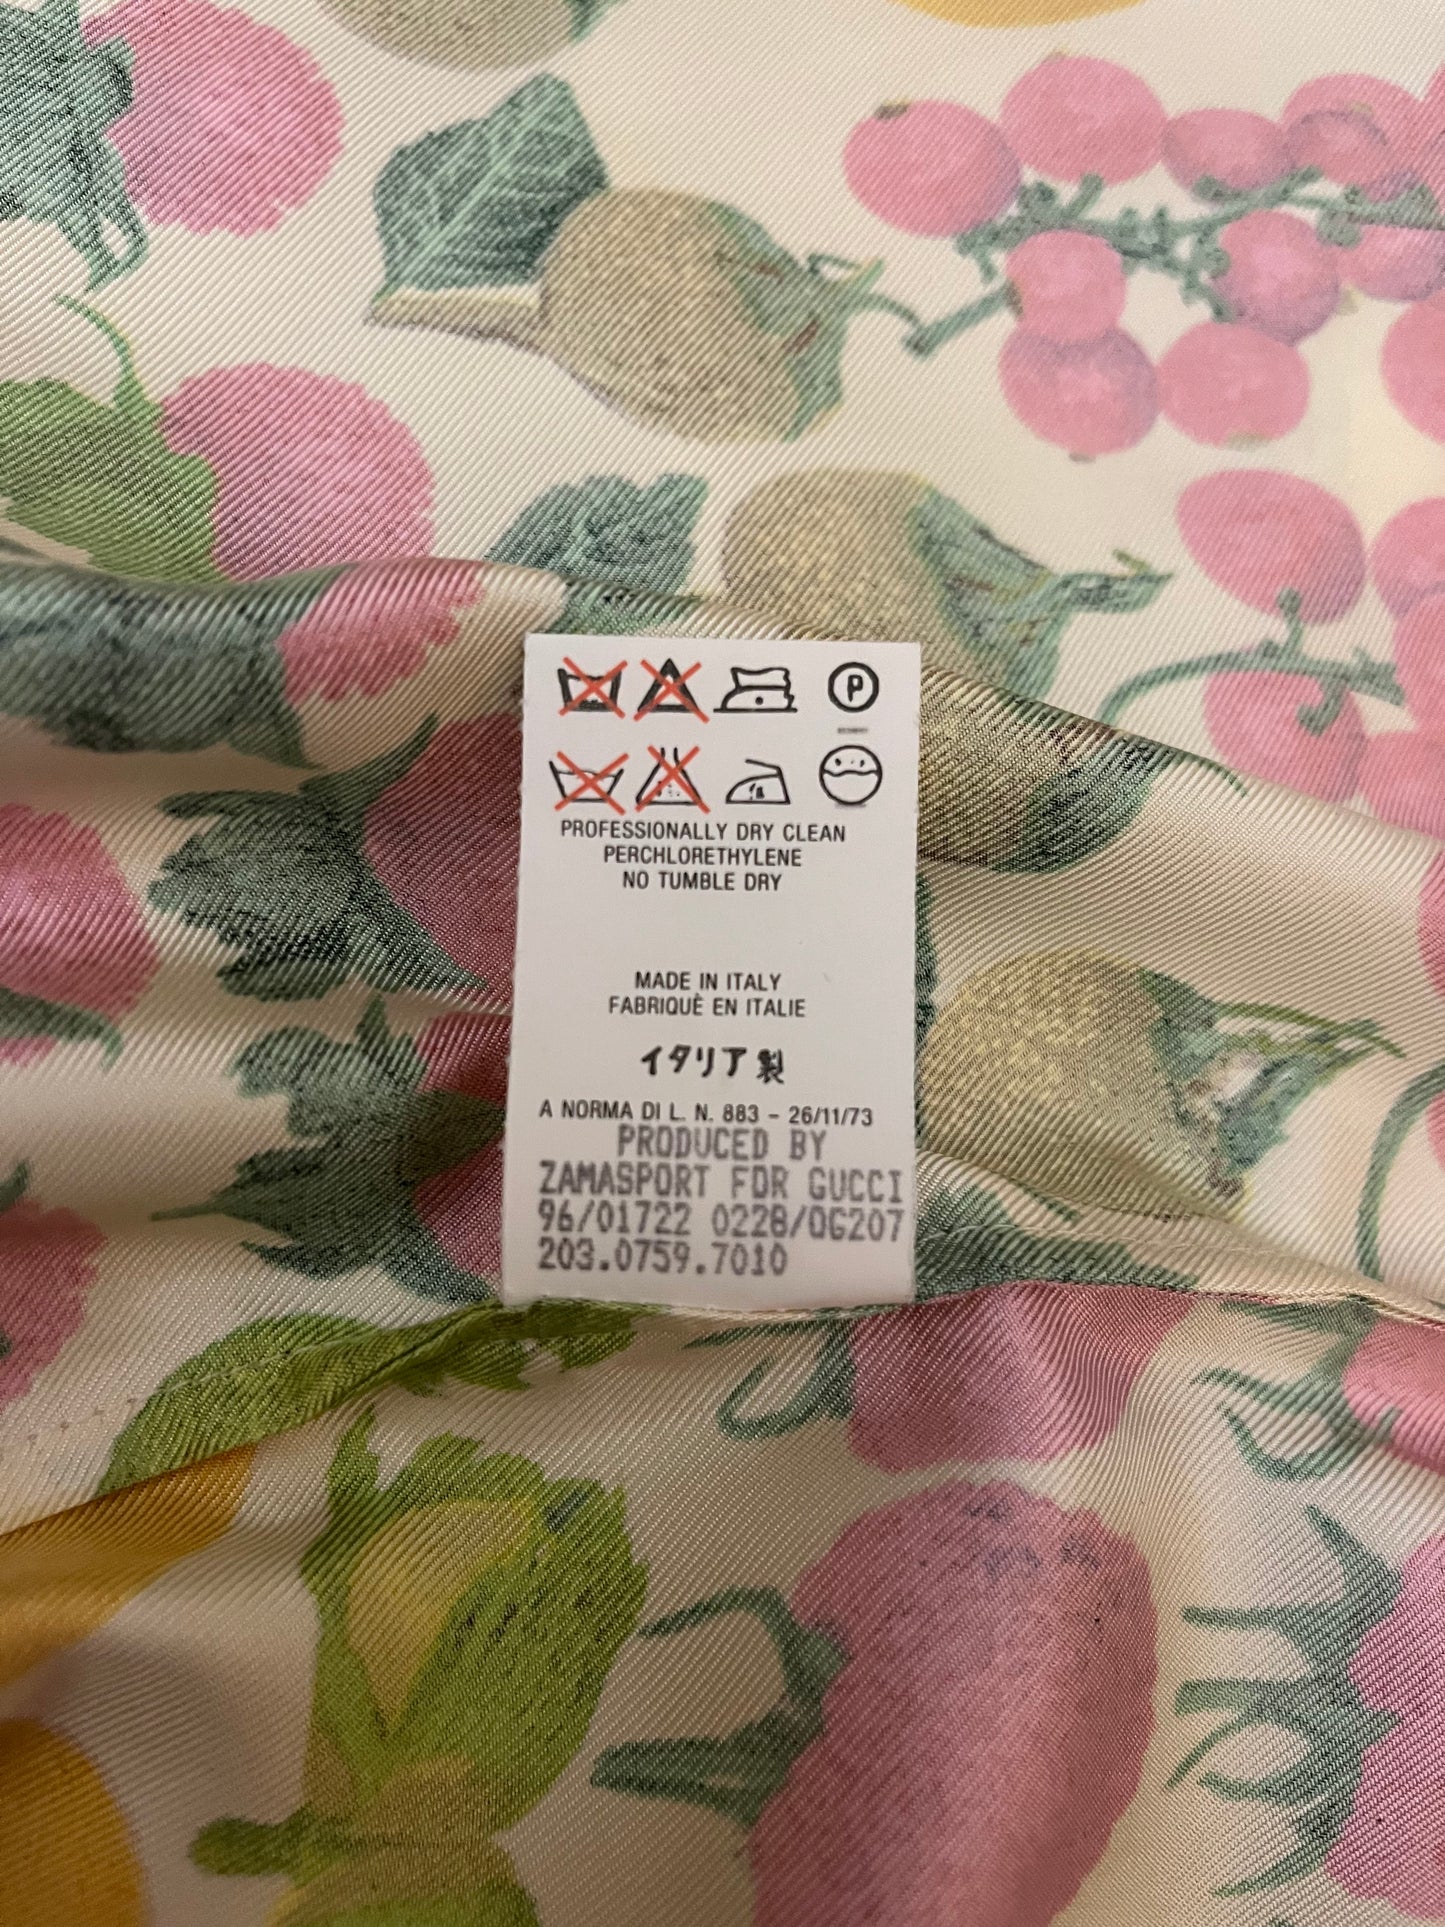 P
PROFESSIONALLY DRY CLEAN
PERCHLORETHYLENE
NO TUMBLE DRY
MADE IN ITALY
FABRIQUÈ EN ITALIE
イタリア製
A NORMA DI L. N. 883 - 26/11/73
PRODUCED BY
ZAMASPORT FOR GUCCI
96/01722 0228/QG207
203.0759.7010